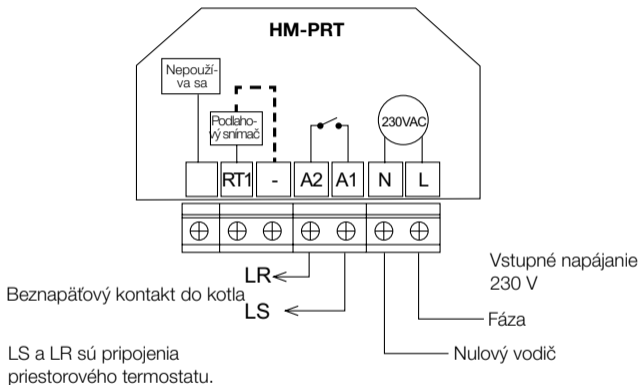 HM-PRT
Nepouží-
va sa
Podlaho-
vý snímač
230VAC
RT1
-
A2
A1
N
L
LR
Beznapäťový kontakt do kotla
LS
Vstupné napájanie
230 V
Fáza
Nulový vodič
LS a LR sú pripojenia
priestorového termostatu.